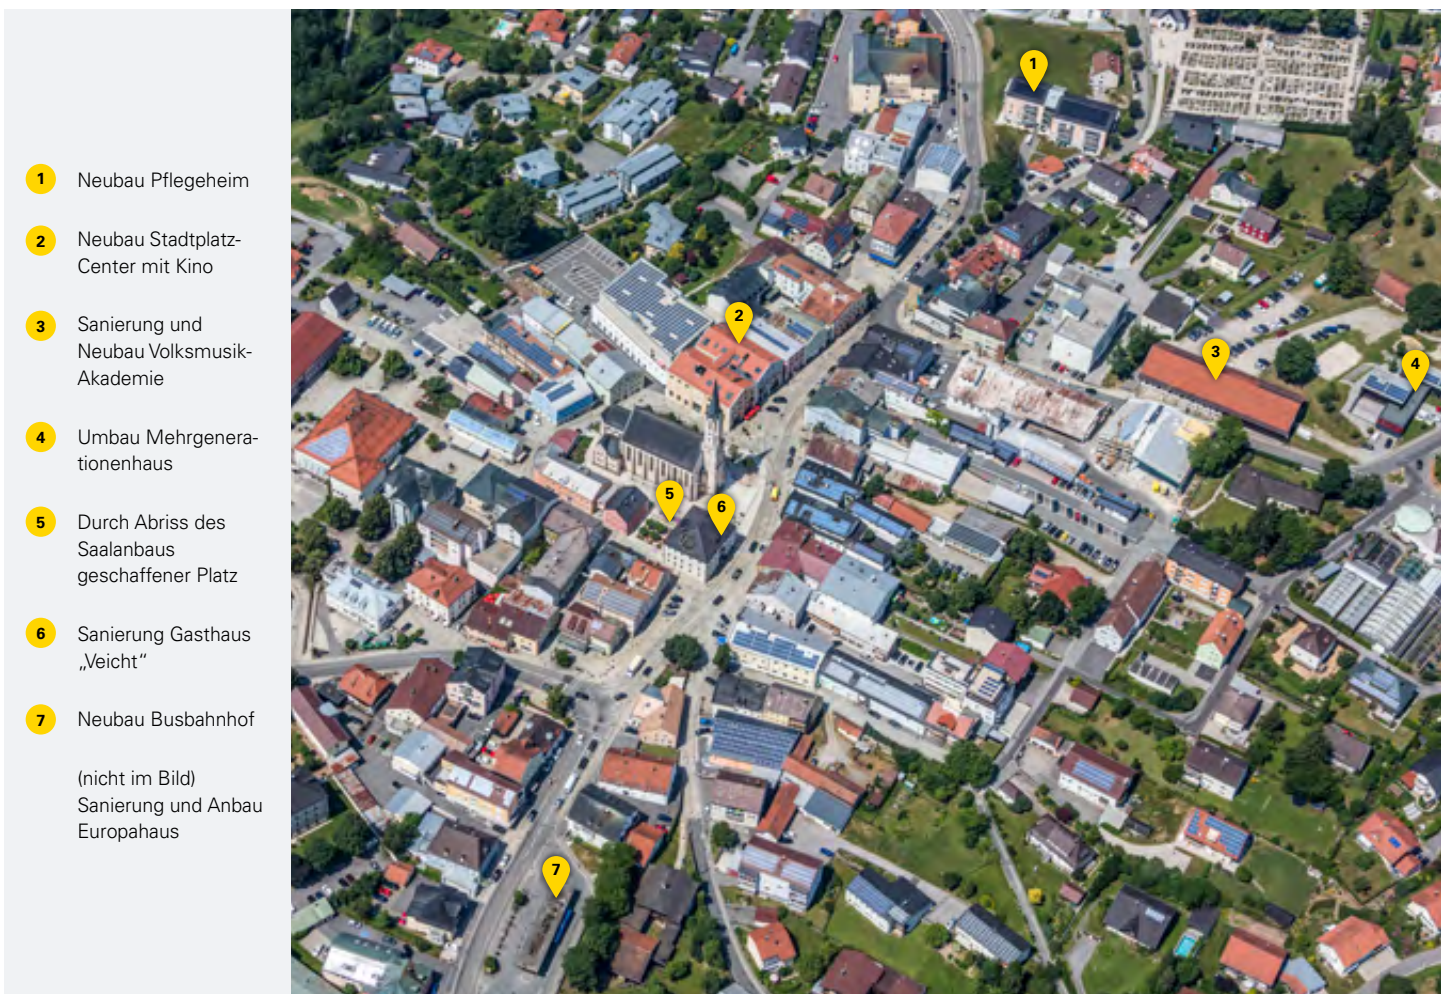 1 Neubau Pflegeheim
2 Neubau Stadtplatz-
Center mit Kino
3 Sanierung und
Neubau Volksmusik-
Akademie
4 Umbau Mehrgenera-
tionenhaus
5 Durch Abriss des
Saalanbaus
geschaffener Platz
6 Sanierung Gasthaus
„Veicht“
7 Neubau Busbahnhof
(nicht im Bild)
Sanierung und Anbau
Europahaus
1
2
3
4
5
6
7